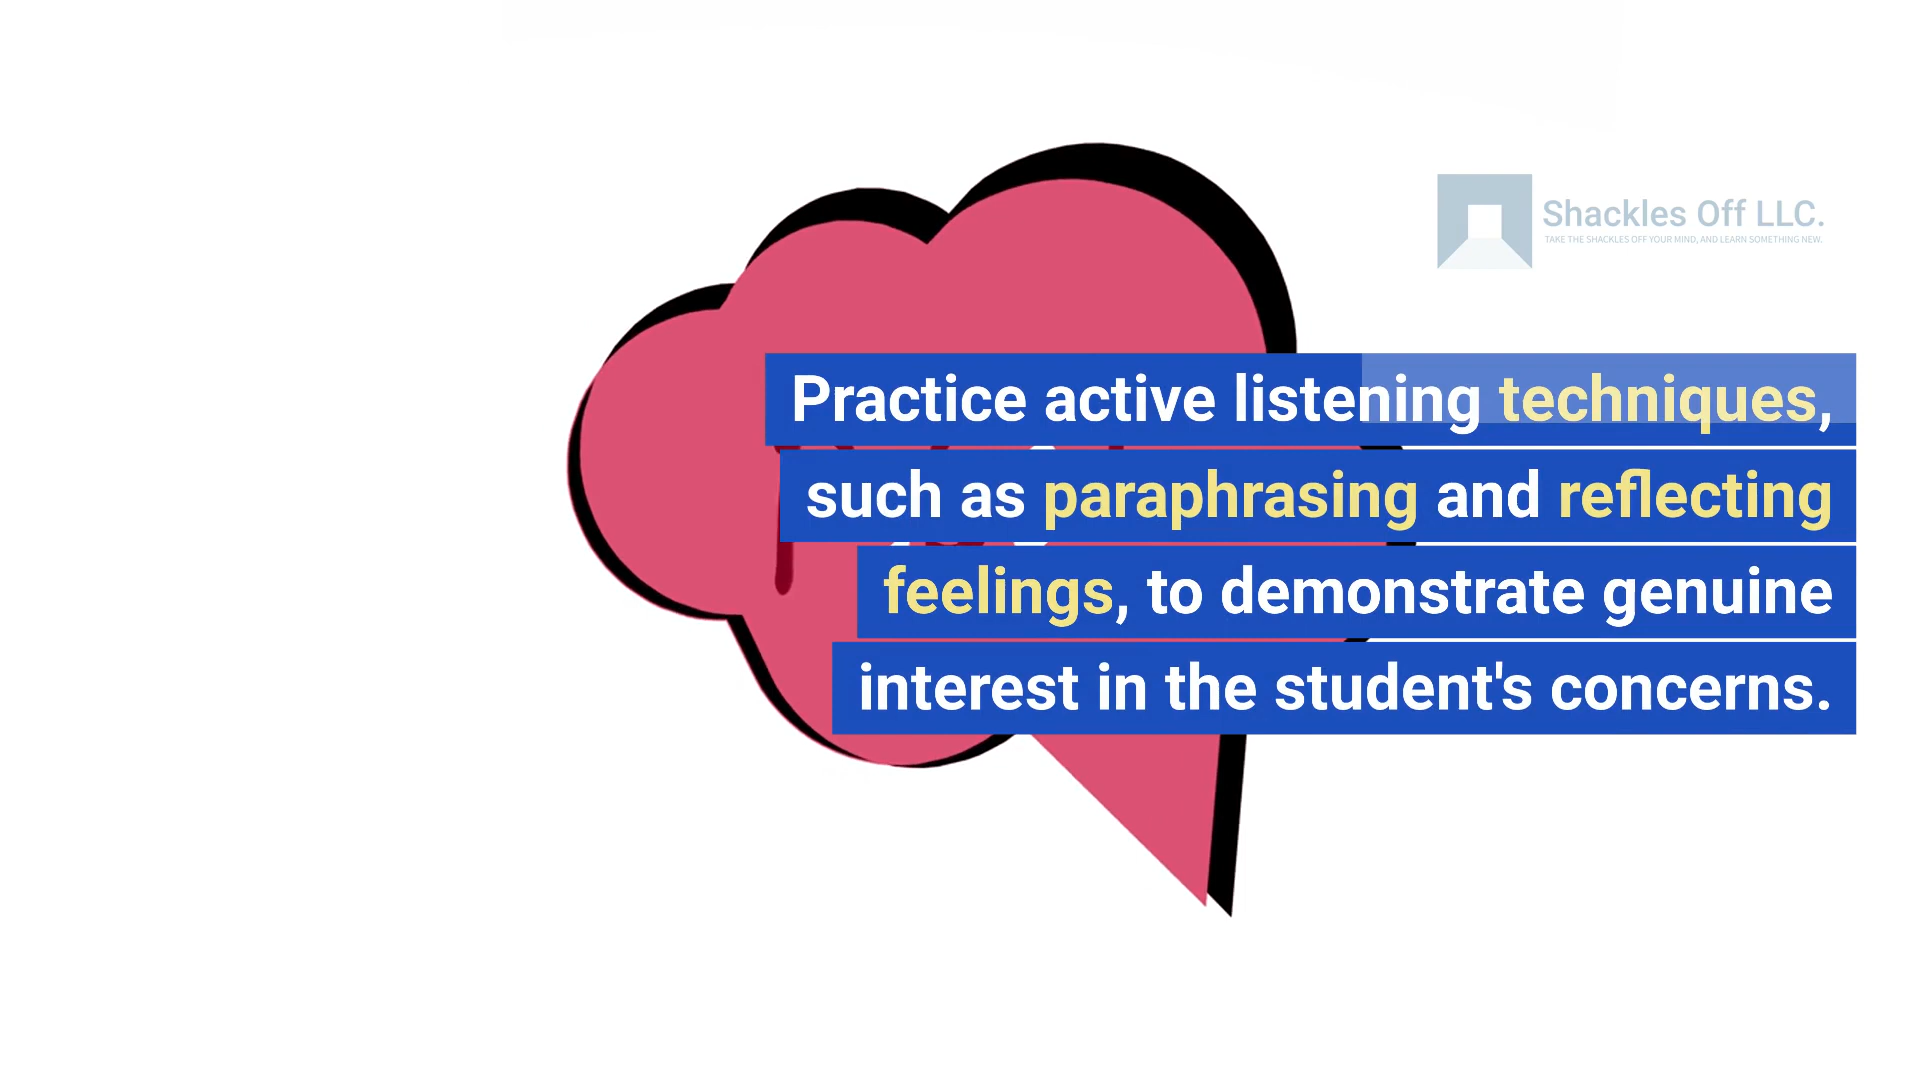 Shackles Off LLC.
TAKE THE SHACKLES OFF YOUR MIND, AND LEARN SOMETHING NEW.
Practice active listening techniques,
such as paraphrasing and reflecting
feelings, to demonstrate genuine
interest in the student's concerns.